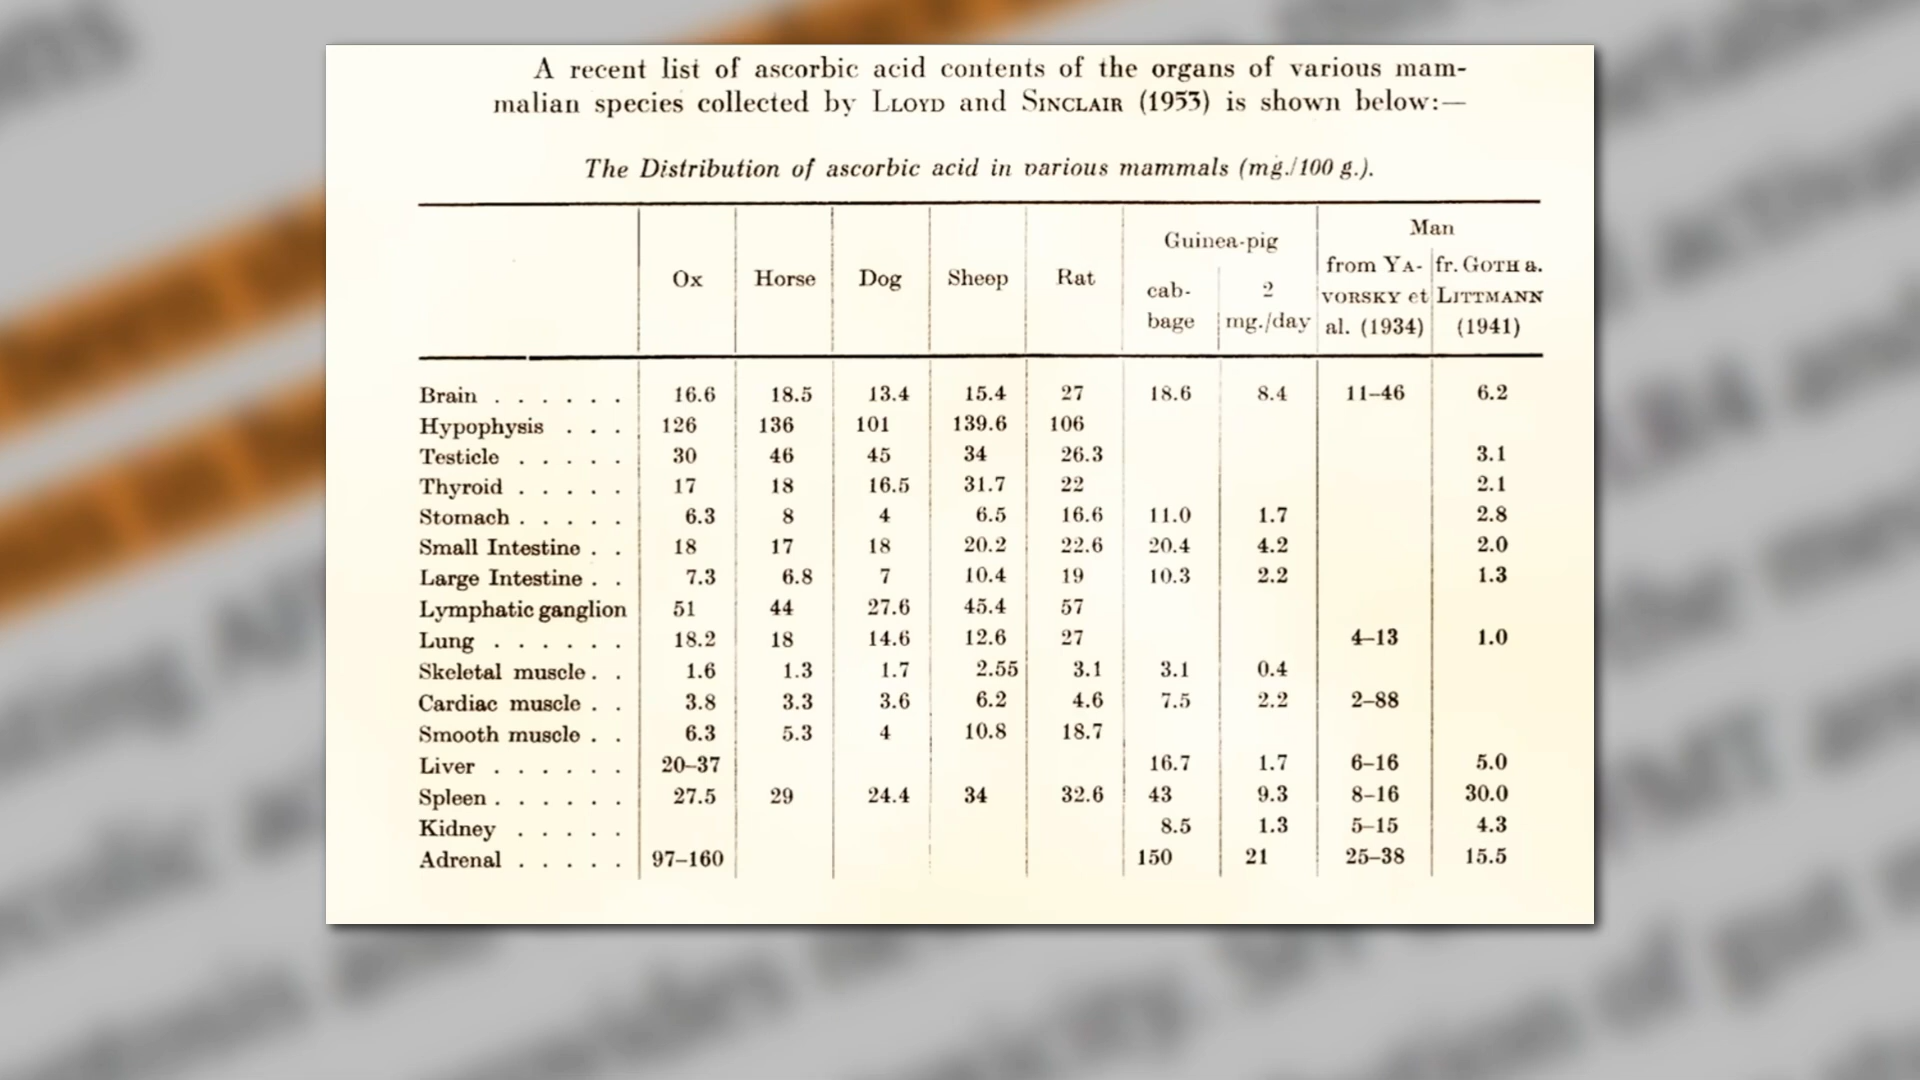 A recent list of ascorbic acid contents of the organs of various mam-
malian species collected by LLOYD and SINCLAIR (1953) is shown below:—
The Distribution of ascorbic acid in various mammals (mg./100 g.).
Man
Guinea-pig
Ox Horse Dog Sheep Rat cab- 2 from YA- fr. GOTH a.
bage mg./day VORSKY et LITTMANN
al. (1934) (1941)
Brain . . . . . . 16.6 18.5 13.4 15.4 27 18.6 8.4 11–46 6.2
Hypophysis . . . 126 136 101 139.6 106
Testicle . . . . . 30 46 45 34 26.3 3.1
Thyroid . . . . . 17 18 16.5 31.7 22 2.1
Stomach . . . . . 6.3 8 4 6.5 16.6 11.0 1.7 2.8
Small Intestine . . 18 17 18 20.2 22.6 20.4 4.2 2.0
Large Intestine . . 7.3 6.8 7 10.4 19 10.3 2.2 1.3
Lymphatic ganglion 51 44 27.6 45.4 57
Lung . . . . . . 18.2 18 14.6 12.6 27 4–13 1.0
Skeletal muscle . . 1.6 1.3 1.7 2.55 3.1 3.1 0.4
Cardiac muscle . . 3.8 3.3 3.6 6.2 4.6 7.5 2.2 2–88
Smooth muscle . . 6.3 5.3 4 10.8 18.7
Liver . . . . . . 20–37 16.7 1.7 6–16 5.0
Spleen . . . . . . 27.5 29 24.4 34 32.6 43 9.3 8–16 30.0
Kidney . . . . . 8.5 1.3 5–15 4.3
Adrenal . . . . . 97–160 150 21 25–38 15.5